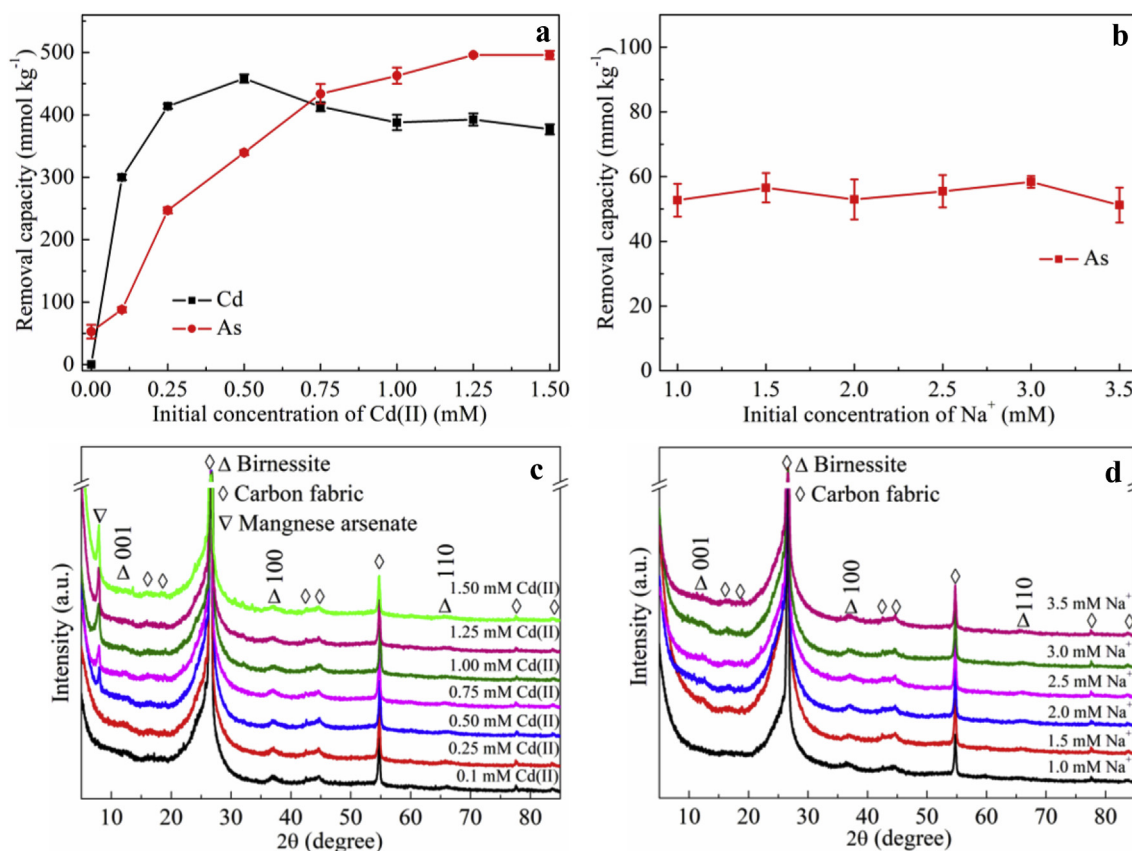 a
Removal capacity (mmol kg⁻¹)
500
400
300
200
100
0
Cd
As
0.00 0.25 0.50 0.75 1.00 1.25 1.50
Initial concentration of Cd(II) (mM)
b
Removal capacity (mmol kg⁻¹)
100
80
60
40
20
0
As
1.0 1.5 2.0 2.5 3.0 3.5
Initial concentration of Na⁺ (mM)
c
Intensity (a.u.)
◊ Δ Birnessite
◊ Carbon fabric
∇ Mangnese arsenate
001
100
110
1.50 mM Cd(II)
1.25 mM Cd(II)
1.00 mM Cd(II)
0.75 mM Cd(II)
0.50 mM Cd(II)
0.25 mM Cd(II)
0.1 mM Cd(II)
10 20 30 40 50 60 70 80
2θ (degree)
d
Intensity (a.u.)
◊ Δ Birnessite
◊ Carbon fabric
001
100
110
3.5 mM Na⁺
3.0 mM Na⁺
2.5 mM Na⁺
2.0 mM Na⁺
1.5 mM Na⁺
1.0 mM Na⁺
10 20 30 40 50 60 70 80
2θ (degree)